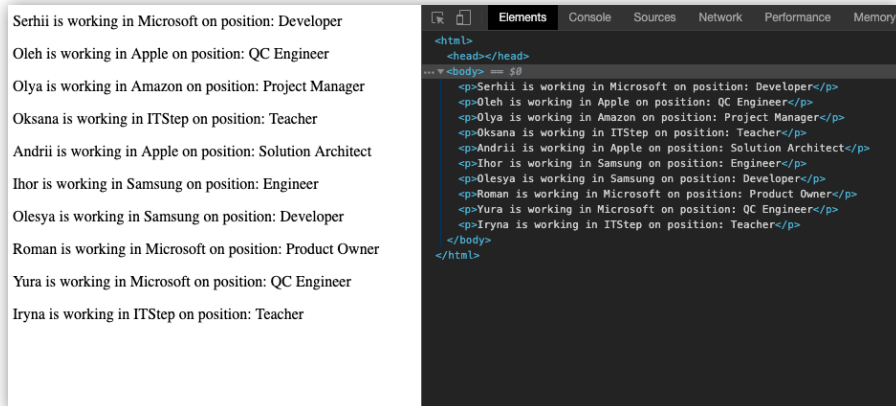 Serhii is working in Microsoft on position: Developer
Oleh is working in Apple on position: QC Engineer
Olya is working in Amazon on position: Project Manager
Oksana is working in ITStep on position: Teacher
Andrii is working in Apple on position: Solution Architect
Ihor is working in Samsung on position: Engineer
Olesya is working in Samsung on position: Developer
Roman is working in Microsoft on position: Product Owner
Yura is working in Microsoft on position: QC Engineer
Iryna is working in ITStep on position: Teacher
Elements Console Sources Network Performance Memory
<html>
<head></head>
… ▼<body> == $0
<p>Serhii is working in Microsoft on position: Developer</p>
<p>Oleh is working in Apple on position: QC Engineer</p>
<p>Olya is working in Amazon on position: Project Manager</p>
<p>Oksana is working in ITStep on position: Teacher</p>
<p>Andrii is working in Apple on position: Solution Architect</p>
<p>Ihor is working in Samsung on position: Engineer</p>
<p>Olesya is working in Samsung on position: Developer</p>
<p>Roman is working in Microsoft on position: Product Owner</p>
<p>Yura is working in Microsoft on position: QC Engineer</p>
<p>Iryna is working in ITStep on position: Teacher</p>
</body>
</html>